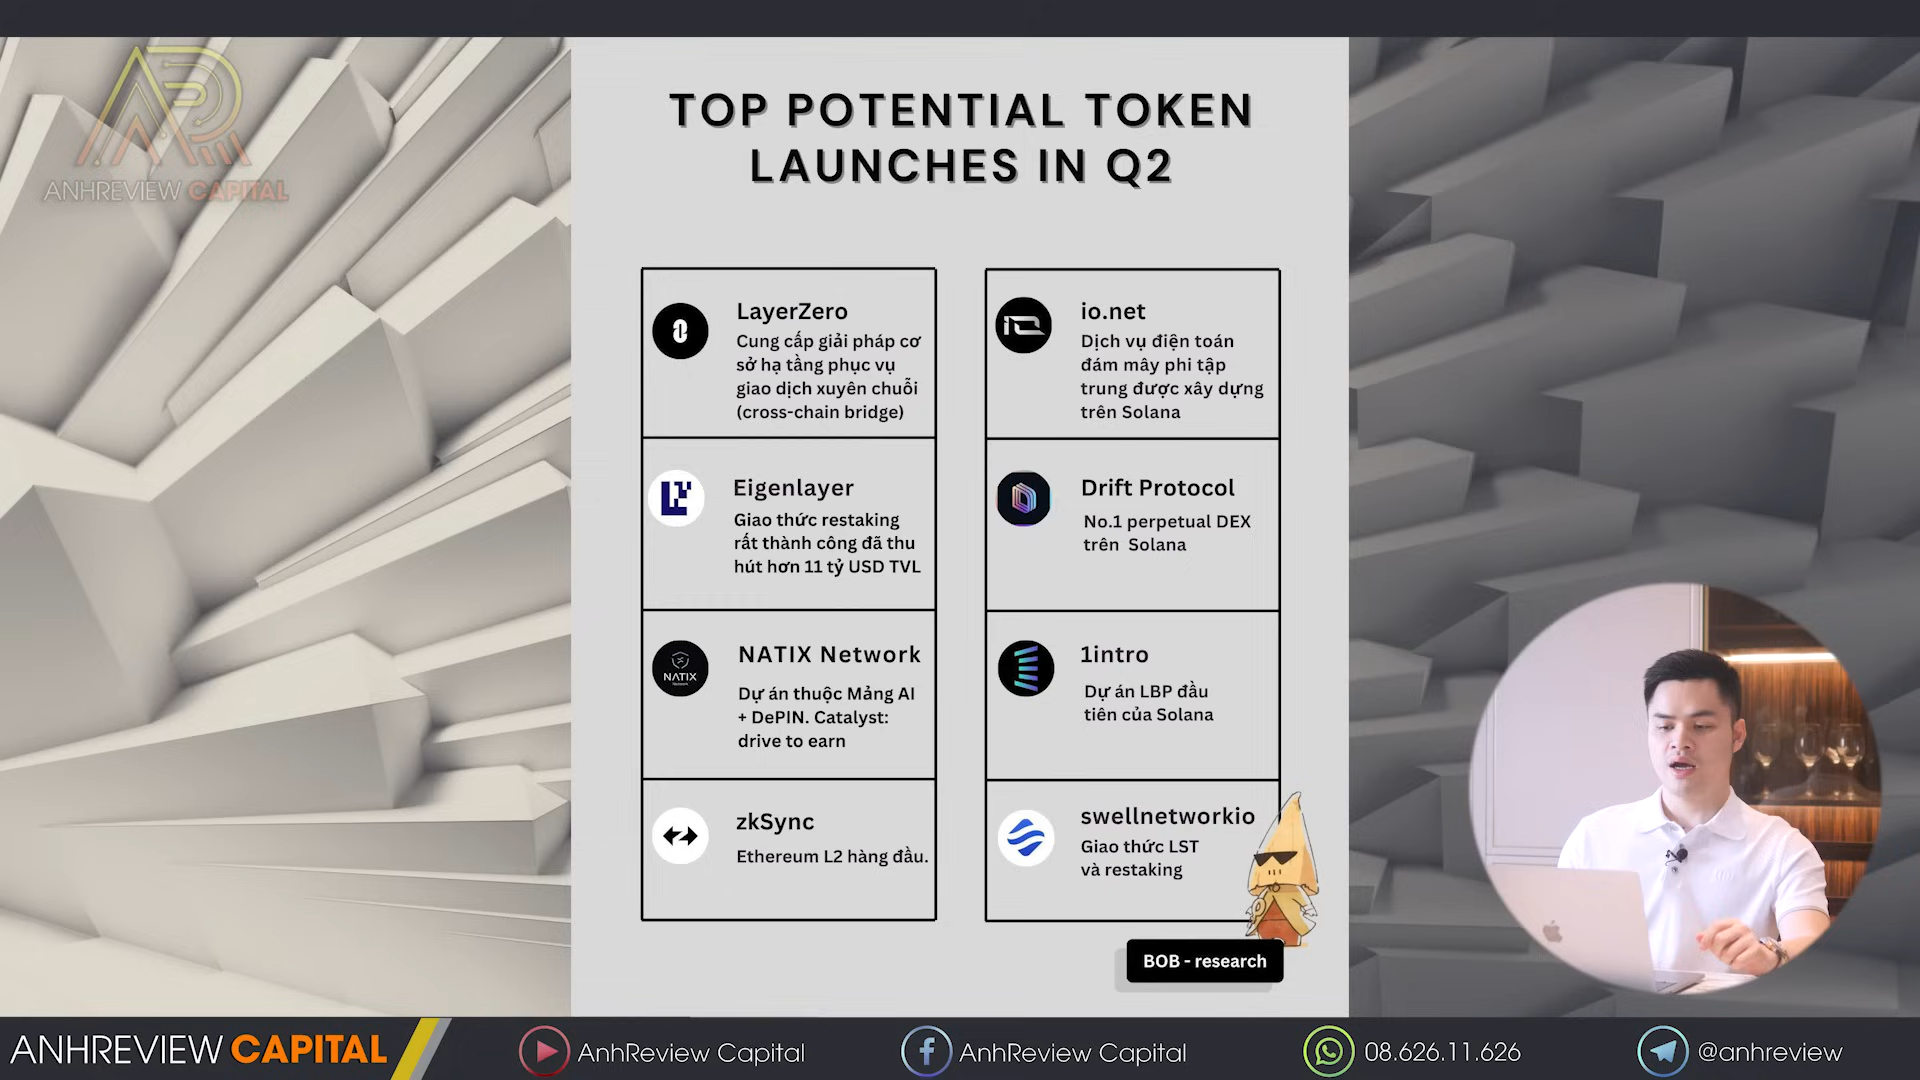 ANHREVIEW CAPITAL
TOP POTENTIAL TOKEN
LAUNCHES IN Q2
LayerZero
Cung cấp giải pháp cơ
sở hạ tầng phục vụ
giao dịch xuyên chuỗi
(cross-chain bridge)
Eigenlayer
Giao thức restaking
rất thành công đã thu
hút hơn 11 tỷ USD TVL
NATIX
Network
NATIX Network
Dự án thuộc Mảng AI
+ DePIN. Catalyst:
drive to earn
zkSync
Ethereum L2 hàng đầu.
io.net
Dịch vụ điện toán
đám mây phi tập
trung được xây dựng
trên Solana
Drift Protocol
No.1 perpetual DEX
trên Solana
1intro
Dự án LBP đầu
tiên của Solana
swellnetworkio
Giao thức LST
và restaking
BOB - research
ANHREVIEW CAPITAL
AnhReview Capital
AnhReview Capital
08.626.11.626
@anhreview